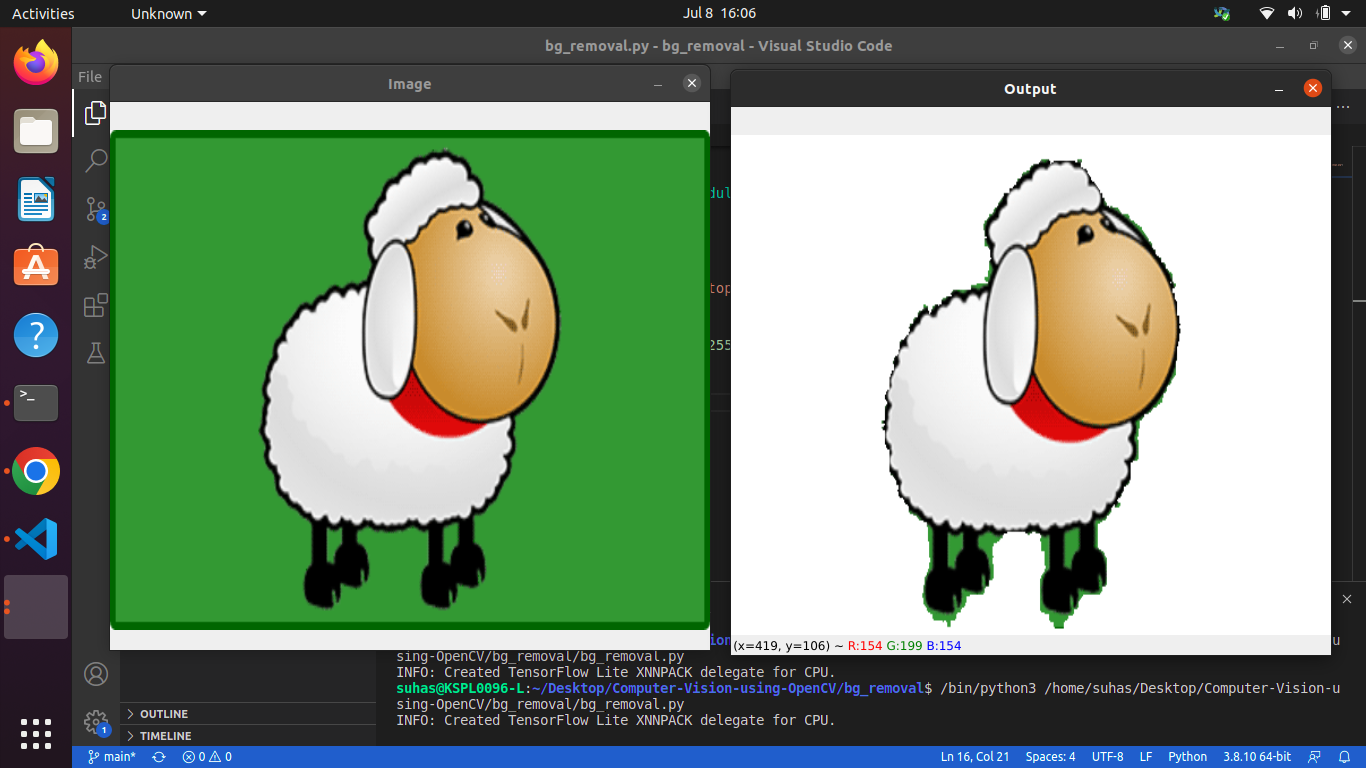 Activities
Unknown
Jul 8 16:06
bg_removal.py - bg_removal - Visual Studio Code
File
Image
Output
2
dul
top
255
(x=419, y=106) ~ R:154 G:199 B:154
sing-OpenCV/bg_removal/bg_removal.py
INFO: Created TensorFlow Lite XNNPACK delegate for CPU.
suhas@KSPL0096-L:~/Desktop/Computer-Vision-using-OpenCV/bg_removal$ /bin/python3 /home/suhas/Desktop/Computer-Vision-u
sing-OpenCV/bg_removal/bg_removal.py
INFO: Created TensorFlow Lite XNNPACK delegate for CPU.
OUTLINE
TIMELINE
1
main*
0 0
Ln 16, Col 21
Spaces: 4
UTF-8
LF
Python
3.8.10 64-bit